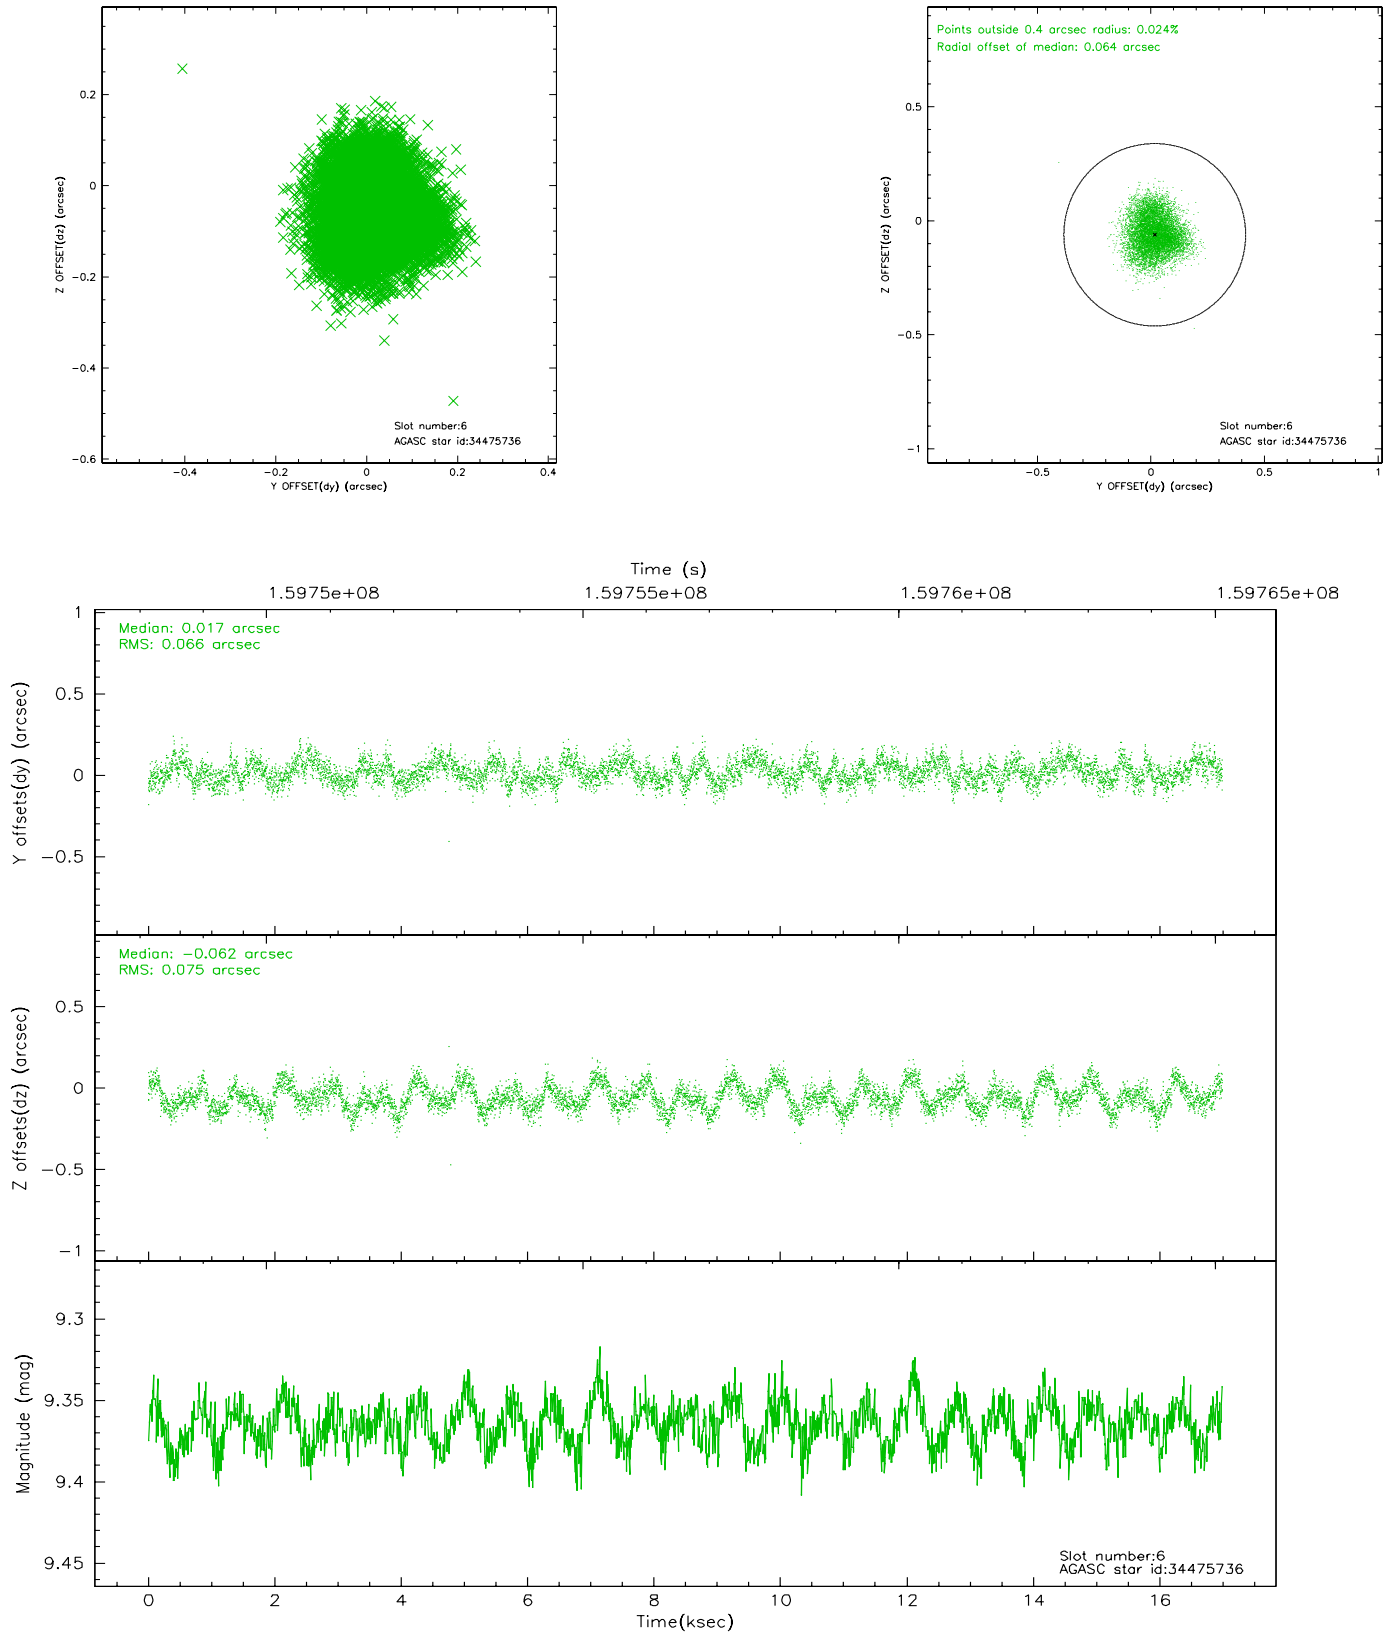 0.2
0
−0.2
−0.4
−0.6
Z OFFSET(dz) (arcsec)
Slot number:6
AGASC star id:34475736
−0.4 −0.2 0 0.2 0.4
Y OFFSET(dy) (arcsec)
Points outside 0.4 arcsec radius: 0.024%
Radial offset of median: 0.064 arcsec
0.5
0
−0.5
−1
Z OFFSET(dz) (arcsec)
Slot number:6
AGASC star id:34475736
−0.5 0 0.5 1
Y OFFSET(dy) (arcsec)
Time (s)
1.5975e+08 1.59755e+08 1.5976e+08 1.59765e+08
Median: 0.017 arcsec
RMS: 0.066 arcsec
1
0.5
0
−0.5
Y offsets(dy) (arcsec)
Median: −0.062 arcsec
RMS: 0.075 arcsec
0.5
0
−0.5
−1
Z offsets(dz) (arcsec)
9.3
9.35
9.4
9.45
Magnitude (mag)
Slot number:6
AGASC star id:34475736
0 2 4 6 8 10 12 14 16
Time(ksec)